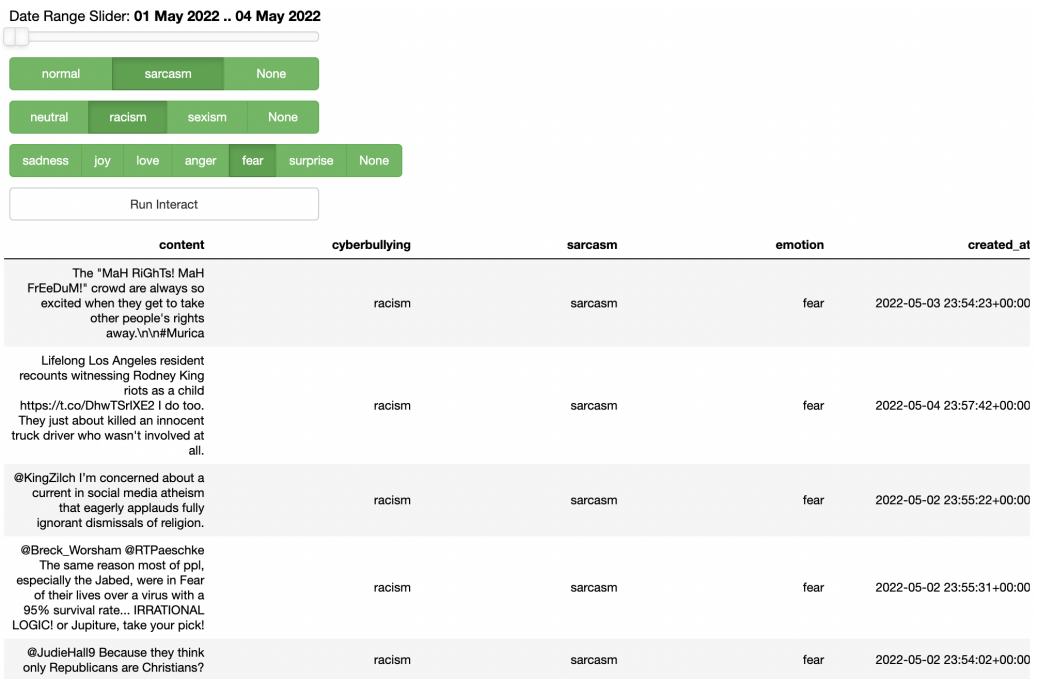 Date Range Slider: 01 May 2022 .. 04 May 2022
normal sarcasm None
neutral racism sexism None
sadness joy love anger fear surprise None
Run Interact
content cyberbullying sarcasm emotion created_at
The "MaH RiGhTs! MaH
FrEeDuM!" crowd are always so
excited when they get to take
other people's rights
away.\n\n#Murica
racism sarcasm fear 2022-05-03 23:54:23+00:00
Lifelong Los Angeles resident
recounts witnessing Rodney King
riots as a child
https://t.co/DhwTSrlXE2 I do too.
They just about killed an innocent
truck driver who wasn't involved at
all.
racism sarcasm fear 2022-05-04 23:57:42+00:00
@KingZilch I'm concerned about a
current in social media atheism
that eagerly applauds fully
ignorant dismissals of religion.
racism sarcasm fear 2022-05-02 23:55:22+00:00
@Breck_Worsham @RTPaeschke
The same reason most of ppl,
especially the Jabed, were in Fear
of their lives over a virus with a
95% survival rate... IRRATIONAL
LOGIC! or Jupiture, take your pick!
racism sarcasm fear 2022-05-02 23:55:31+00:00
@JudieHall9 Because they think
only Republicans are Christians?
racism sarcasm fear 2022-05-02 23:54:02+00:00